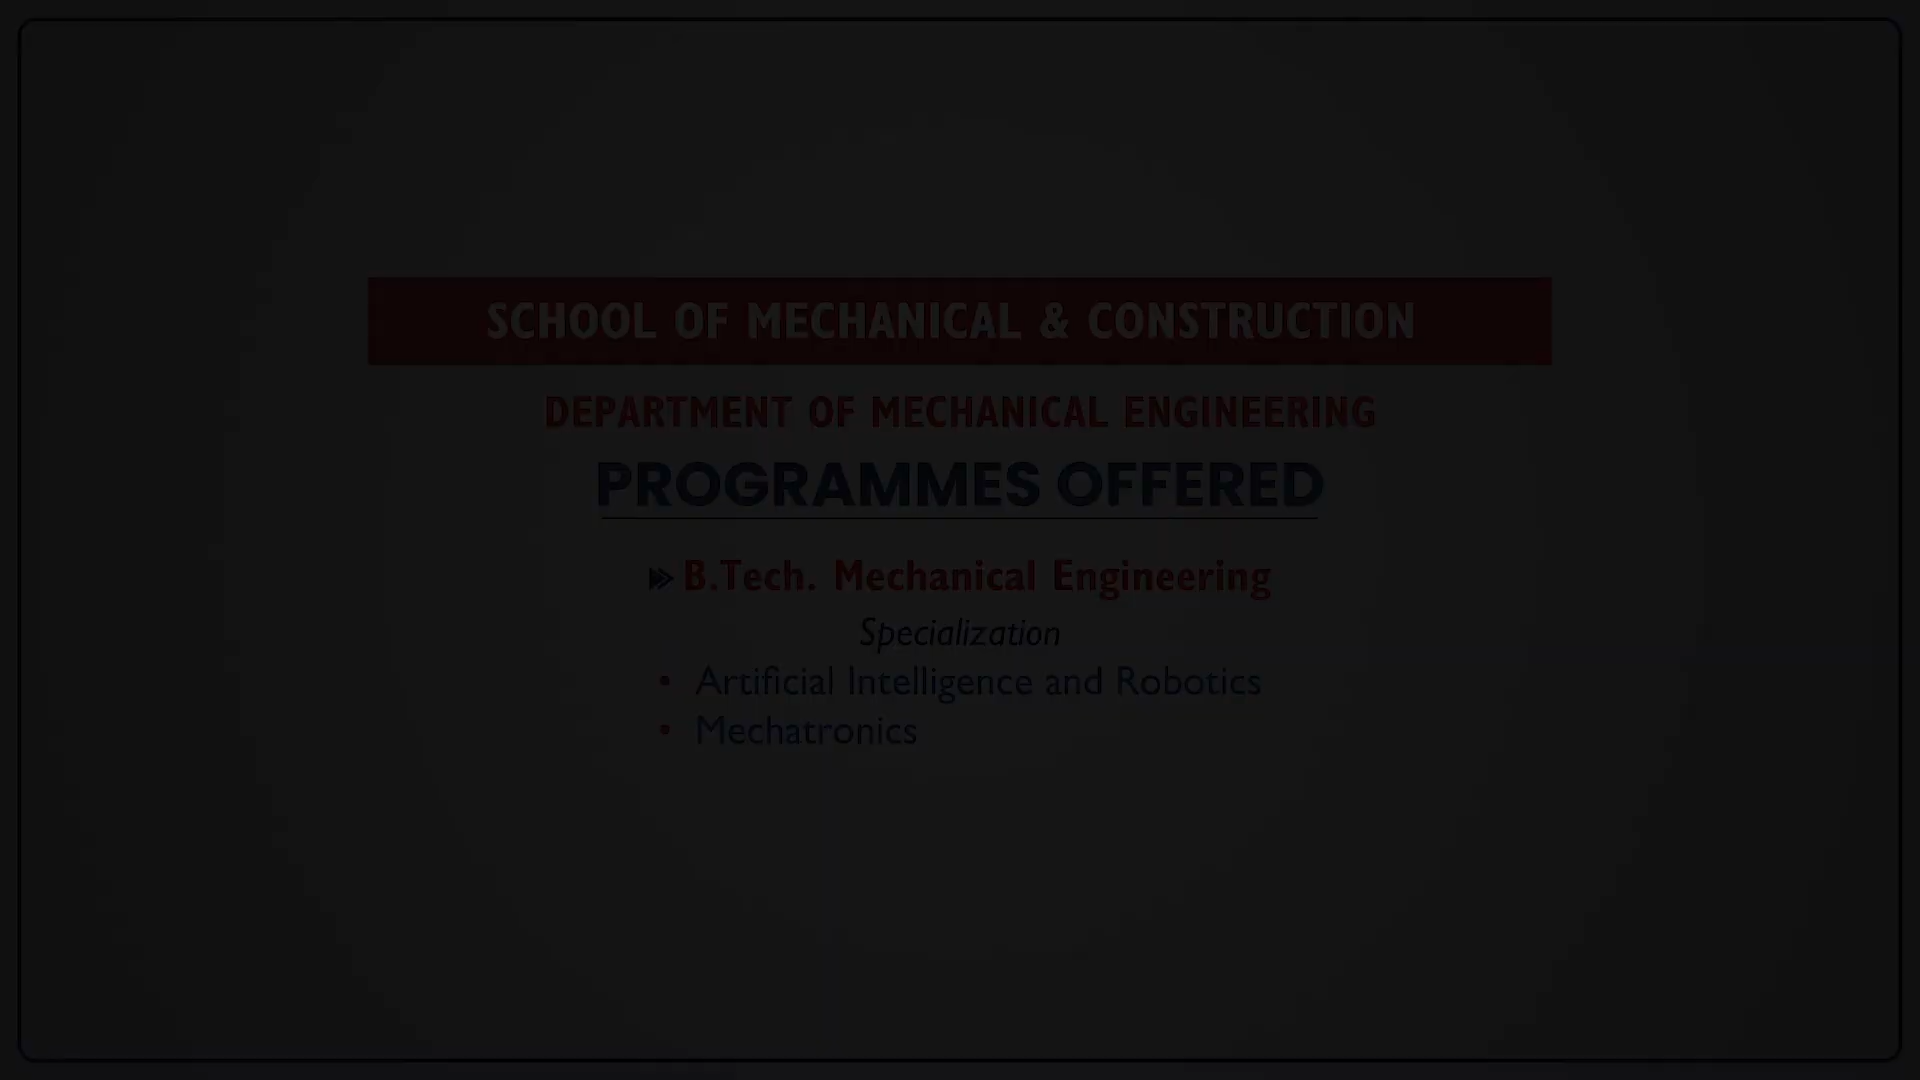 SCHOOL OF MECHANICAL & CONSTRUCTION
DEPARTMENT OF MECHANICAL ENGINEERING
PROGRAMMES OFFERED
B.Tech. Mechanical Engineering
Specialization
• Artificial Intelligence and Robotics
• Mechatronics